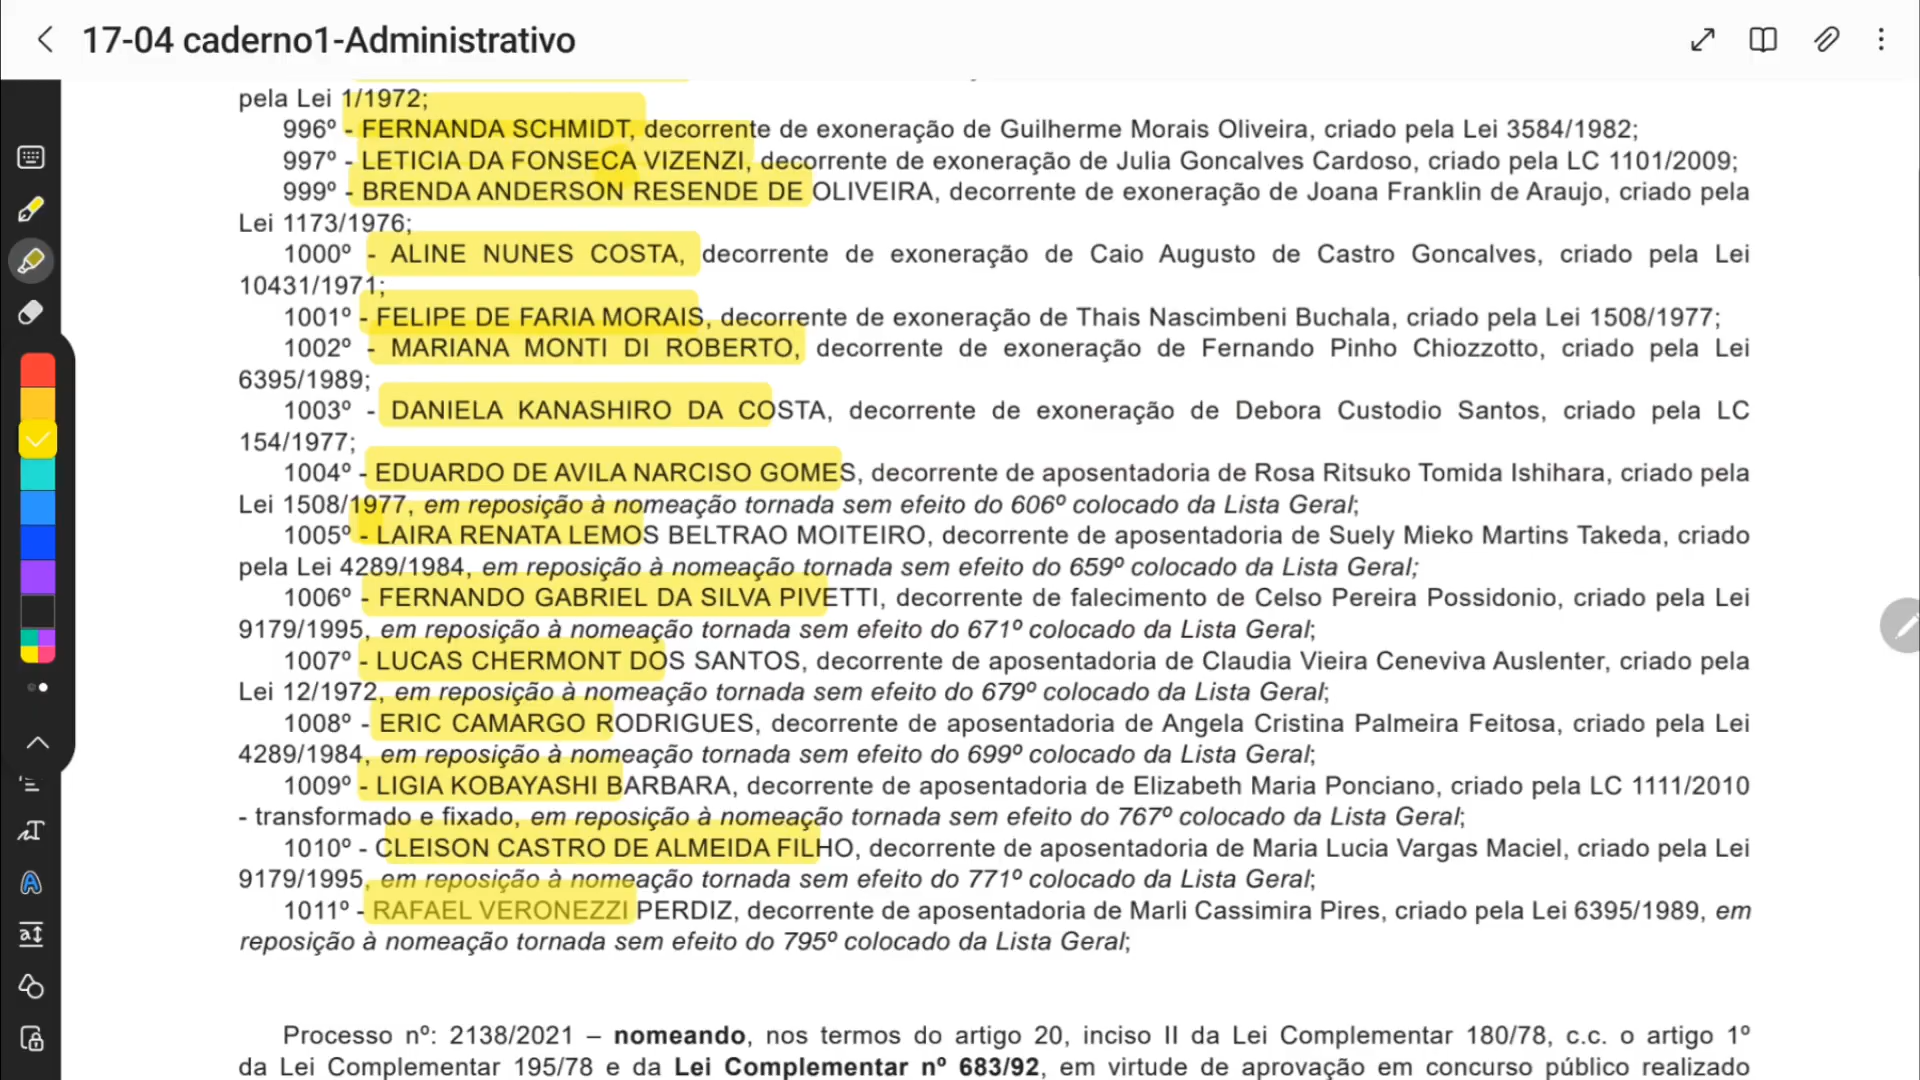 17-04 caderno1-Administrativo
pela Lei 1/1972;
996º - FERNANDA SCHMIDT, decorrente de exoneração de Guilherme Morais Oliveira, criado pela Lei 3584/1982;
997º - LETICIA DA FONSECA VIZENZI, decorrente de exoneração de Julia Goncalves Cardoso, criado pela LC 1101/2009;
999º - BRENDA ANDERSON RESENDE DE OLIVEIRA, decorrente de exoneração de Joana Franklin de Araujo, criado pela
Lei 1173/1976;
1000º - ALINE NUNES COSTA, decorrente de exoneração de Caio Augusto de Castro Goncalves, criado pela Lei
10431/1971;
1001º - FELIPE DE FARIA MORAIS, decorrente de exoneração de Thais Nascimbeni Buchala, criado pela Lei 1508/1977;
1002º - MARIANA MONTI DI ROBERTO, decorrente de exoneração de Fernando Pinho Chiozzotto, criado pela Lei
6395/1989;
1003º - DANIELA KANASHIRO DA COSTA, decorrente de exoneração de Debora Custodio Santos, criado pela LC
154/1977;
1004º - EDUARDO DE AVILA NARCISO GOMES, decorrente de aposentadoria de Rosa Ritsuko Tomida Ishihara, criado pela
Lei 1508/1977, em reposição à nomeação tornada sem efeito do 606º colocado da Lista Geral;
1005º - LAIRA RENATA LEMOS BELTRAO MOITEIRO, decorrente de aposentadoria de Suely Mieko Martins Takeda, criado
pela Lei 4289/1984, em reposição à nomeação tornada sem efeito do 659º colocado da Lista Geral;
1006º - FERNANDO GABRIEL DA SILVA PIVETTI, decorrente de falecimento de Celso Pereira Possidonio, criado pela Lei
9179/1995, em reposição à nomeação tornada sem efeito do 671º colocado da Lista Geral;
1007º - LUCAS CHERMONT DOS SANTOS, decorrente de aposentadoria de Claudia Vieira Ceneviva Auslenter, criado pela
Lei 12/1972, em reposição à nomeação tornada sem efeito do 679º colocado da Lista Geral;
1008º - ERIC CAMARGO RODRIGUES, decorrente de aposentadoria de Angela Cristina Palmeira Feitosa, criado pela Lei
4289/1984, em reposição à nomeação tornada sem efeito do 699º colocado da Lista Geral;
1009º - LIGIA KOBAYASHI BARBARA, decorrente de aposentadoria de Elizabeth Maria Ponciano, criado pela LC 1111/2010
- transformado e fixado, em reposição à nomeação tornada sem efeito do 767º colocado da Lista Geral;
1010º - CLEISON CASTRO DE ALMEIDA FILHO, decorrente de aposentadoria de Maria Lucia Vargas Maciel, criado pela Lei
9179/1995, em reposição à nomeação tornada sem efeito do 771º colocado da Lista Geral;
1011º - RAFAEL VERONEZZI PERDIZ, decorrente de aposentadoria de Marli Cassimira Pires, criado pela Lei 6395/1989, em
reposição à nomeação tornada sem efeito do 795º colocado da Lista Geral;
Processo nº: 2138/2021 – nomeando, nos termos do artigo 20, inciso II da Lei Complementar 180/78, c.c. o artigo 1º
da Lei Complementar 195/78 e da Lei Complementar nº 683/92, em virtude de aprovação em concurso público realizado